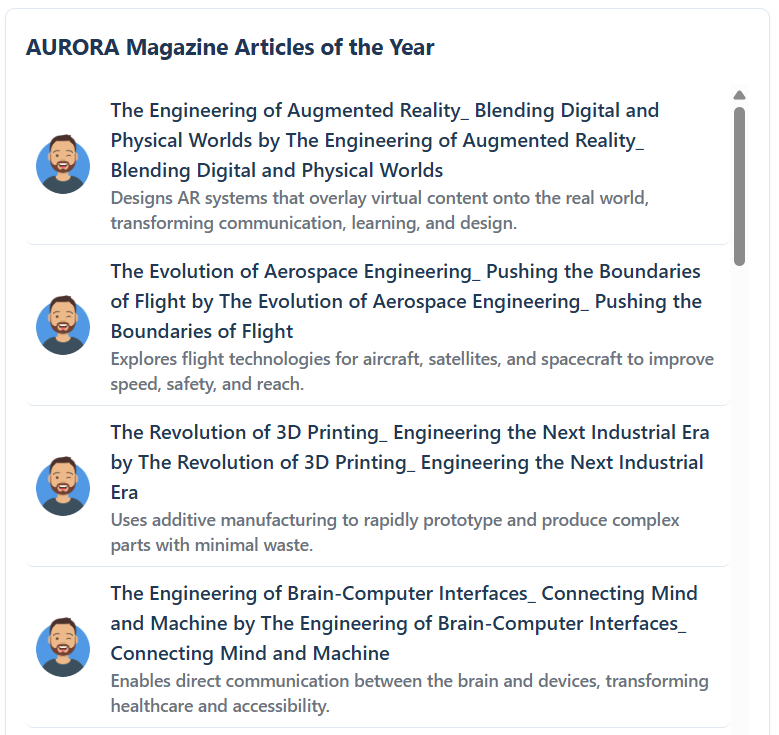 AURORA Magazine Articles of the Year
The Engineering of Augmented Reality_ Blending Digital and
Physical Worlds by The Engineering of Augmented Reality_
Blending Digital and Physical Worlds
Designs AR systems that overlay virtual content onto the real world,
transforming communication, learning, and design.
The Evolution of Aerospace Engineering_ Pushing the Boundaries
of Flight by The Evolution of Aerospace Engineering_ Pushing the
Boundaries of Flight
Explores flight technologies for aircraft, satellites, and spacecraft to improve
speed, safety, and reach.
The Revolution of 3D Printing_ Engineering the Next Industrial Era
by The Revolution of 3D Printing_ Engineering the Next Industrial
Era
Uses additive manufacturing to rapidly prototype and produce complex
parts with minimal waste.
The Engineering of Brain-Computer Interfaces_ Connecting Mind
and Machine by The Engineering of Brain-Computer Interfaces_
Connecting Mind and Machine
Enables direct communication between the brain and devices, transforming
healthcare and accessibility.